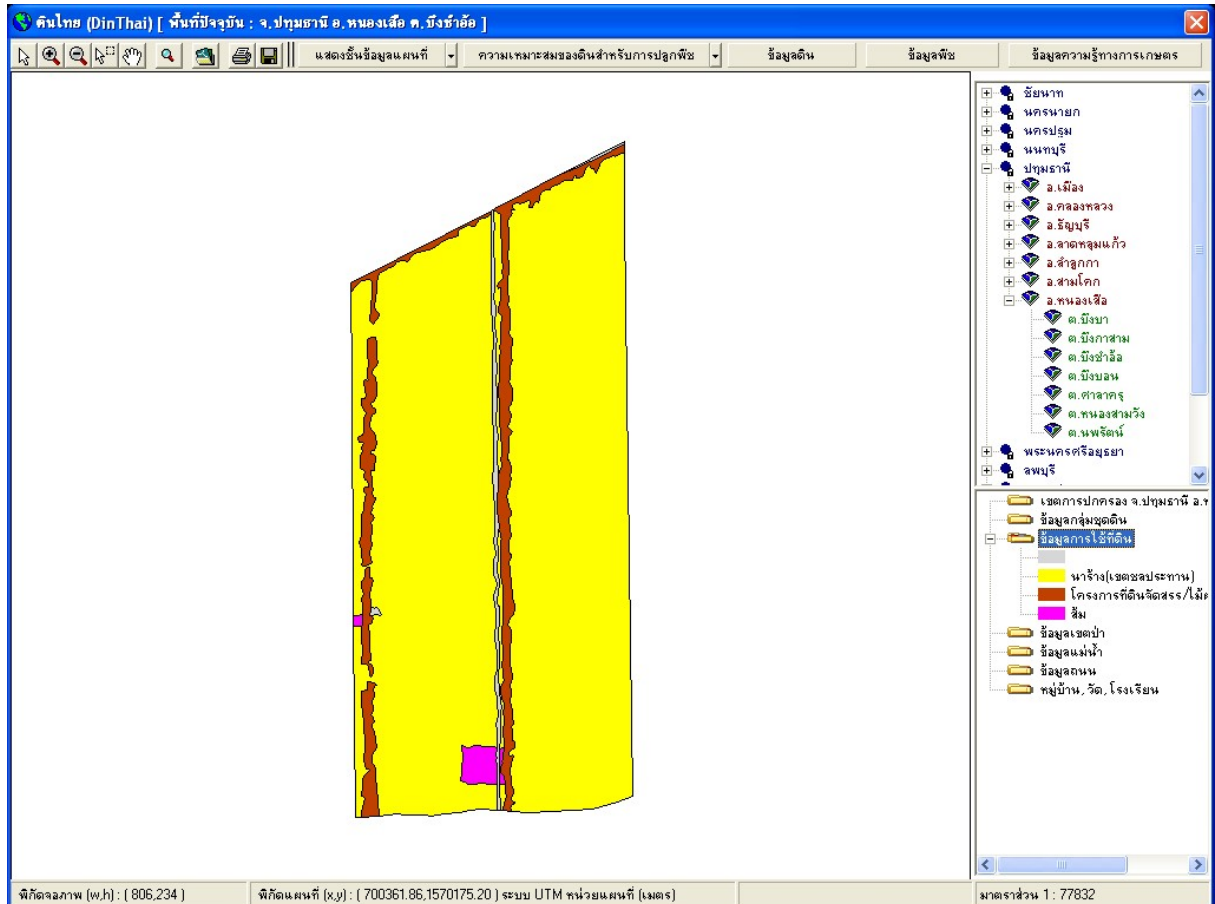 ดินไทย (DinThai) [ พื้นที่ปัจจุบัน : จ.ปทุมธานี อ.หนองเสือ ต.บึงชำอ้อ ]
แสดงชั้นข้อมูลแผนที่ ความเหมาะสมของดินสำหรับการปลูกพืช ข้อมูลดิน ข้อมูลพืช ข้อมูลความรู้ทางการเกษตร
ชัยนาท
นครนายก
นครปฐม
นนทบุรี
ปทุมธานี
อ.เมือง
อ.คลองหลวง
อ.ธัญบุรี
อ.ลาดหลุมแก้ว
อ.ลำลูกกา
อ.สามโคก
อ.หนองเสือ
ต.บึงบา
ต.บึงกาสาม
ต.บึงชำอ้อ
ต.บึงบอน
ต.ศาลาครุ
ต.หนองสามวัง
ต.นพรัตน์
พระนครศรีอยุธยา
ลพบุรี
เขตการปกครอง จ.ปทุมธานี
ข้อมูลกลุ่มชุดดิน
ข้อมูลการใช้ที่ดิน
นาร้าง(เขตชลประทาน)
โครงการที่ดินจัดสรร/
ส้ม
ข้อมูลเขตป่า
ข้อมูลแม่น้ำ
ข้อมูลถนน
หมู่บ้าน, วัด, โรงเรียน
พิกัดจอภาพ (w,h) : ( 806,234 ) พิกัดแผนที่ (x,y) : ( 700361.86,1570175.20 ) ระบบ UTM หน่วยแผนที่ (เมตร) มาตราส่วน 1 : 77832